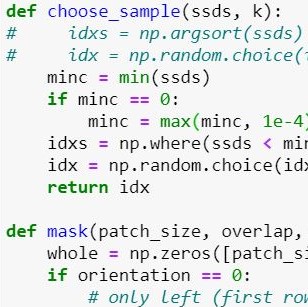 def choose_sample(ssds, k):
#     idxs = np.argsort(ssds)
#     idx = np.random.choice(
    minc = min(ssds)
    if minc == 0:
        minc = max(minc, 1e-4)
    idxs = np.where(ssds < min
    idx = np.random.choice(idx
    return idx
def mask(patch_size, overlap,
    whole = np.zeros([patch_si
    if orientation == 0:
        # only left (first row